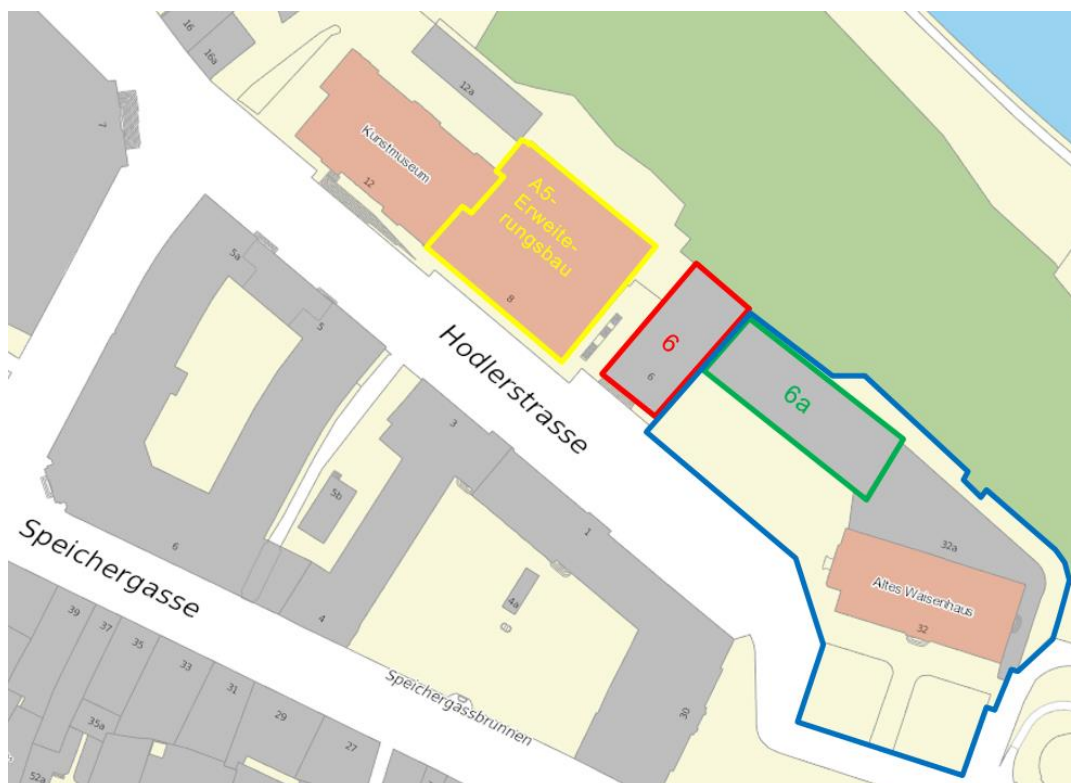 16
16a
12a
7
Kunstmuseum
12
A5-
Erweite-
rungsbau
8
5a
5
6
6
6a
Hodlerstrasse
3
5b
1
32a
Altes Waisenhaus
32
6
4a
4
Speichergasse
Speichergassbrunnen
30
39
37
35
33
31
29
27
35a
52a